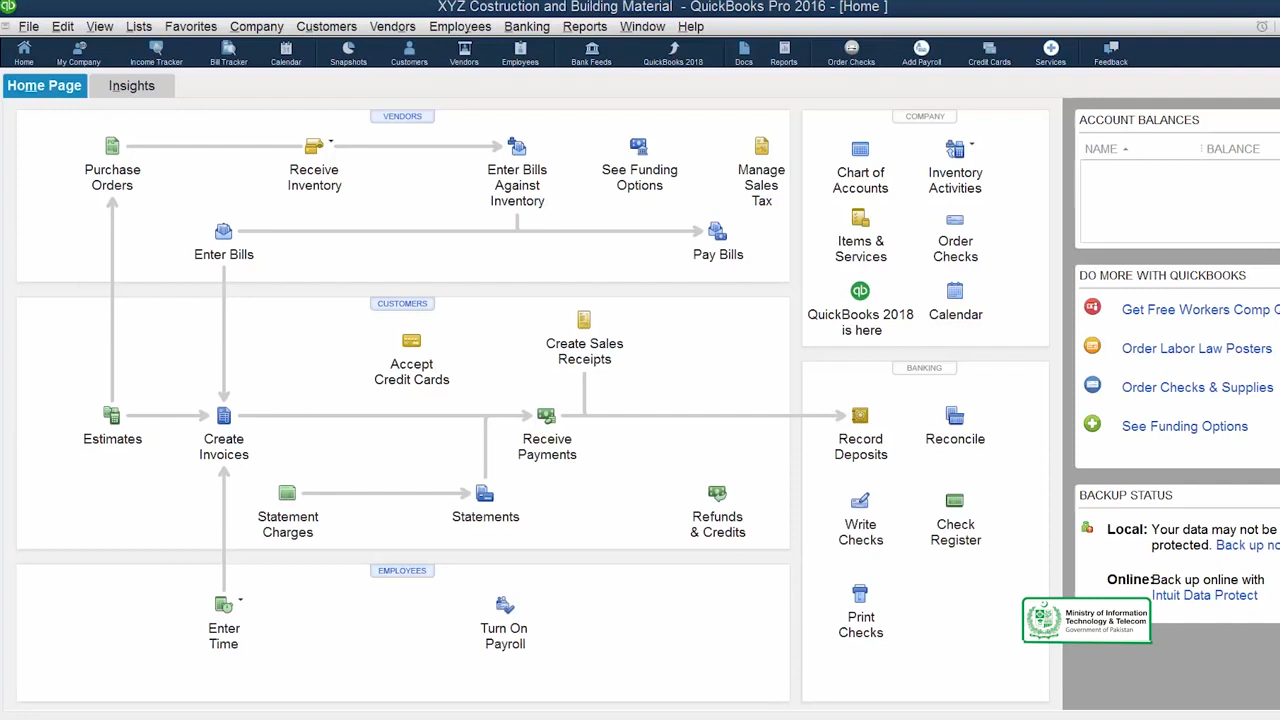 XYZ Costruction and Building Material - QuickBooks Pro 2016 - [Home ]
File Edit View Lists Favorites Company Customers Vendors Employees Banking Reports Window Help
Home My Company Income Tracker Bill Tracker Calendar Snapshots Customers Vendors Employees Bank Feeds QuickBooks 2018 Docs Reports Order Checks Add Payroll Credit Cards Services Feedback
Home Page Insights
VENDORS
Purchase
Orders
Receive
Inventory
Enter Bills
Against
Inventory
See Funding
Options
Manage
Sales
Tax
Enter Bills
Pay Bills
CUSTOMERS
Accept
Credit Cards
Create Sales
Receipts
Estimates
Create
Invoices
Receive
Payments
Statement
Charges
Statements
Refunds
& Credits
EMPLOYEES
Enter
Time
Turn On
Payroll
COMPANY
Chart of
Accounts
Inventory
Activities
Items &
Services
Order
Checks
qb
QuickBooks 2018
is here
Calendar
BANKING
Record
Deposits
Reconcile
Write
Checks
Check
Register
Print
Checks
ACCOUNT BALANCES
NAME BALANCE
DO MORE WITH QUICKBOOKS
Get Free Workers Comp
Order Labor Law Posters
Order Checks & Supplies
See Funding Options
BACKUP STATUS
Local: Your data may not be
protected. Back up no
Online: Back up online with
Intuit Data Protect
Ministry of Information
Technology & Telecom
Government of Pakistan